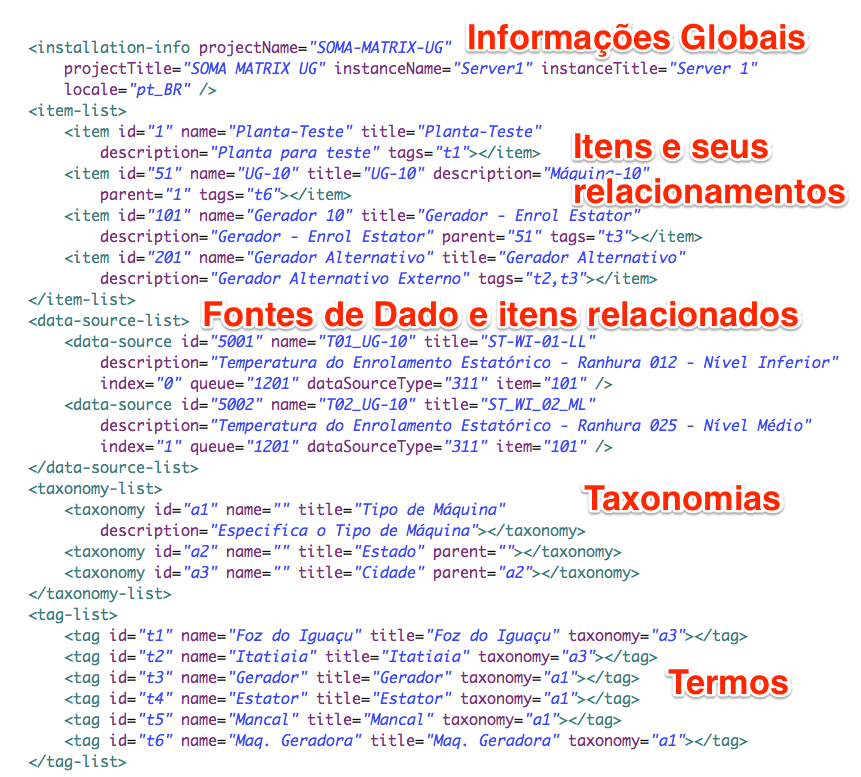 <installation-info projectName="SOMA-MATRIX-UG" Informações Globais
projectTitle="SOMA MATRIX UG" instanceName="Server1" instanceTitle="Server 1"
locale="pt_BR" />
<item-list>
<item id="1" name="Planta-Teste" title="Planta-Teste"
description="Planta para teste" tags="t1"></item>
Itens e seus
<item id="51" name="UG-10" title="UG-10" description="Máquina-10"
parent="1" tags="t6"></item>
relacionamentos
<item id="101" name="Gerador 10" title="Gerador - Enrol Estator"
description="Gerador - Enrol Estator" parent="51" tags="t3"></item>
<item id="201" name="Gerador Alternativo" title="Gerador Alternativo"
description="Gerador Alternativo Externo" tags="t2,t3"></item>
</item-list>
<data-source-list> Fontes de Dado e itens relacionados
<data-source id="5001" name="T01_UG-10" title="ST-WI-01-LL"
description="Temperatura do Enrolamento Estatórico - Ranhura 012 - Nível Inferior"
index="0" queue="1201" dataSourceType="311" item="101" />
<data-source id="5002" name="T02_UG-10" title="ST_WI_02_ML"
description="Temperatura do Enrolamento Estatórico - Ranhura 025 - Nível Médio"
index="1" queue="1201" dataSourceType="311" item="101" />
</data-source-list>
<taxonomy-list>
Taxonomias
<taxonomy id="a1" name="" title="Tipo de Máquina"
description="Especifica o Tipo de Máquina"></taxonomy>
<taxonomy id="a2" name="" title="Estado" parent=""></taxonomy>
<taxonomy id="a3" name="" title="Cidade" parent="a2"></taxonomy>
</taxonomy-list>
<tag-list>
<tag id="t1" name="Foz do Iguaçu" title="Foz do Iguaçu" taxonomy="a3"></tag>
<tag id="t2" name="Itatiaia" title="Itatiaia" taxonomy="a3"></tag>
<tag id="t3" name="Gerador" title="Gerador" taxonomy="a1"></tag>
Termos
<tag id="t4" name="Estator" title="Estator" taxonomy="a1"></tag>
<tag id="t5" name="Mancal" title="Mancal" taxonomy="a1"></tag>
<tag id="t6" name="Maq. Geradora" title="Maq. Geradora" taxonomy="a1"></tag>
</tag-list>